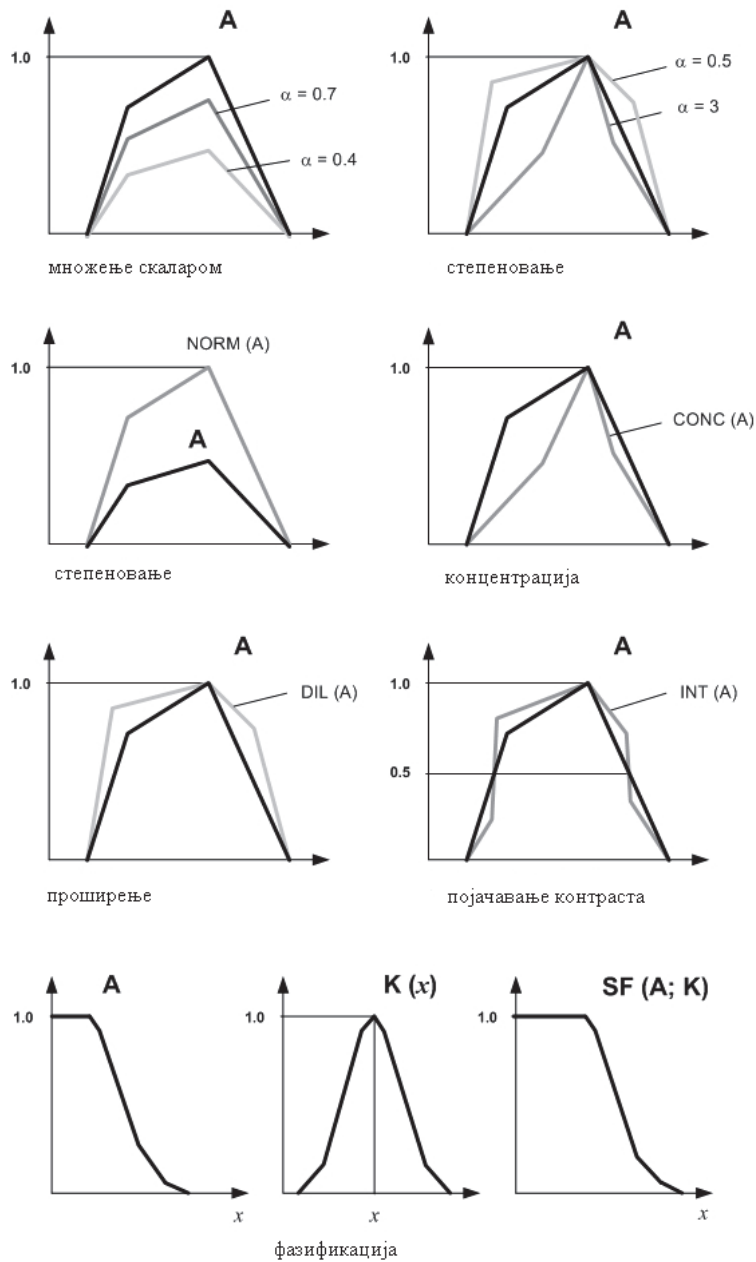 A
1.0
α = 0.7
α = 0.4
множење скаларом
A
1.0
α = 0.5
α = 3
степеновање
NORM (A)
1.0
A
степеновање
A
1.0
CONC (A)
концентрација
A
1.0
DIL (A)
проширење
A
1.0
INT (A)
0.5
појачавање контраста
A
1.0
x
K (x)
1.0
x
SF (A; K)
1.0
x
фазификација